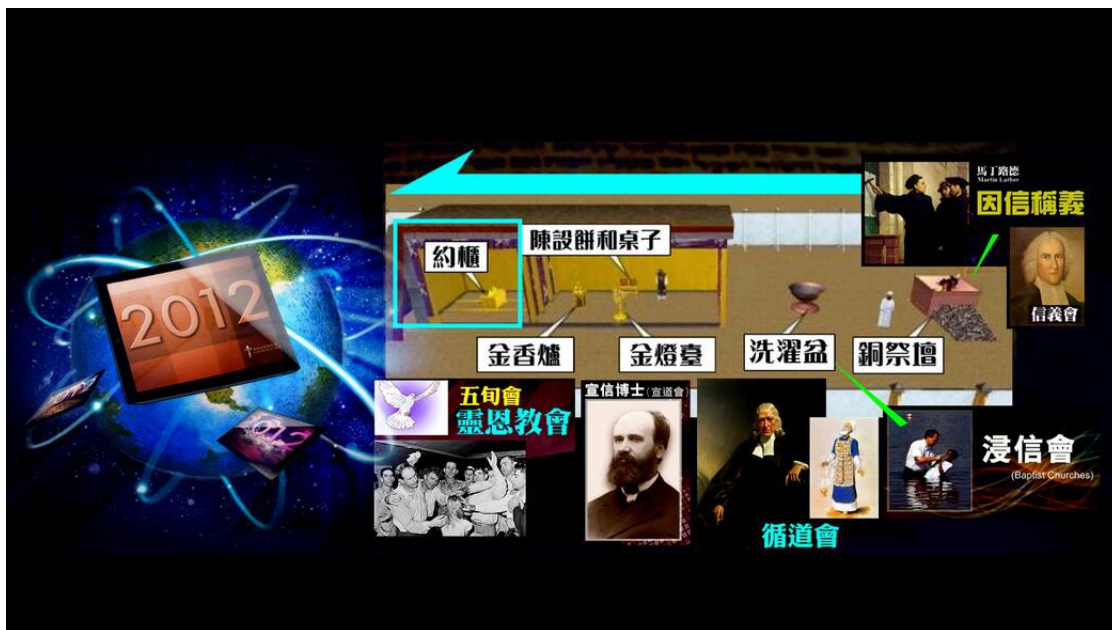 2012
約櫃
陳設餅和桌子
金香爐
金燈臺
洗濯盆
銅祭壇
馬丁路德
Martin Luther
因信稱義
信義會
五旬會
靈恩教會
宣信博士(宣道會)
循道會
浸信會
(Baptist Churches)